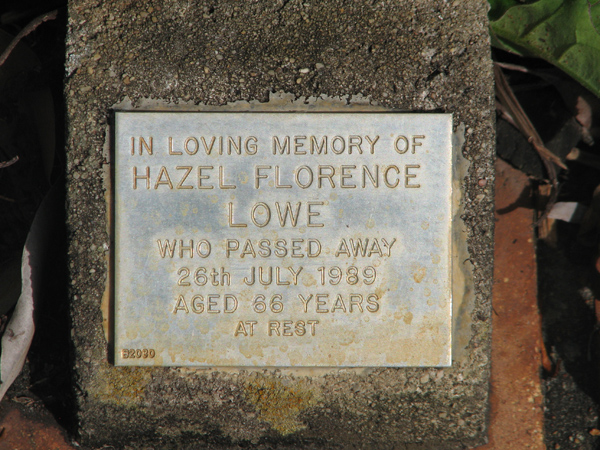 IN LOVING MEMORY OF
HAZEL FLORENCE
LOWE
WHO PASSED AWAY
26th JULY 1989
AGED 66 YEARS
AT REST
B2090